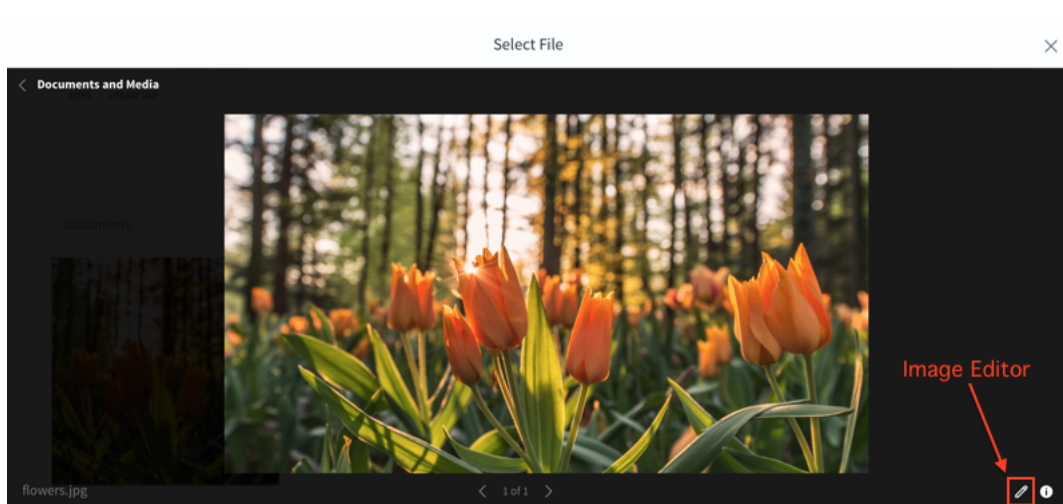 Select File
Documents and Media
Documents
Image Editor
flowers.jpg
1 of 1